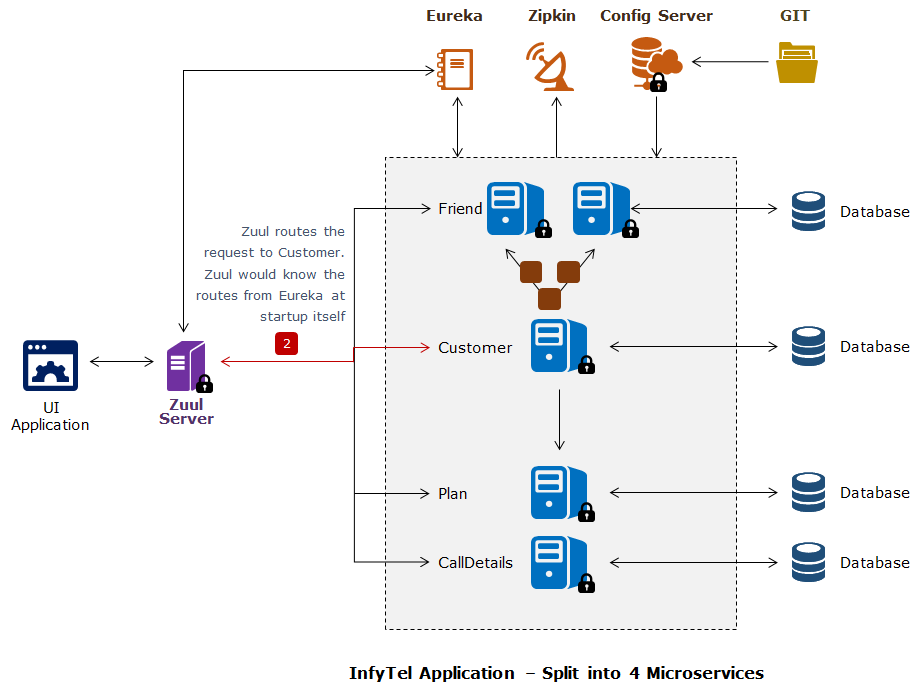 Eureka
Zipkin
Config Server
GIT
Friend
Database
Zuul routes the
request to Customer.
Zuul would know the
routes from Eureka at
startup itself
2
Customer
Database
UI
Application
Zuul
Server
Plan
Database
CallDetails
Database
InfyTel Application – Split into 4 Microservices